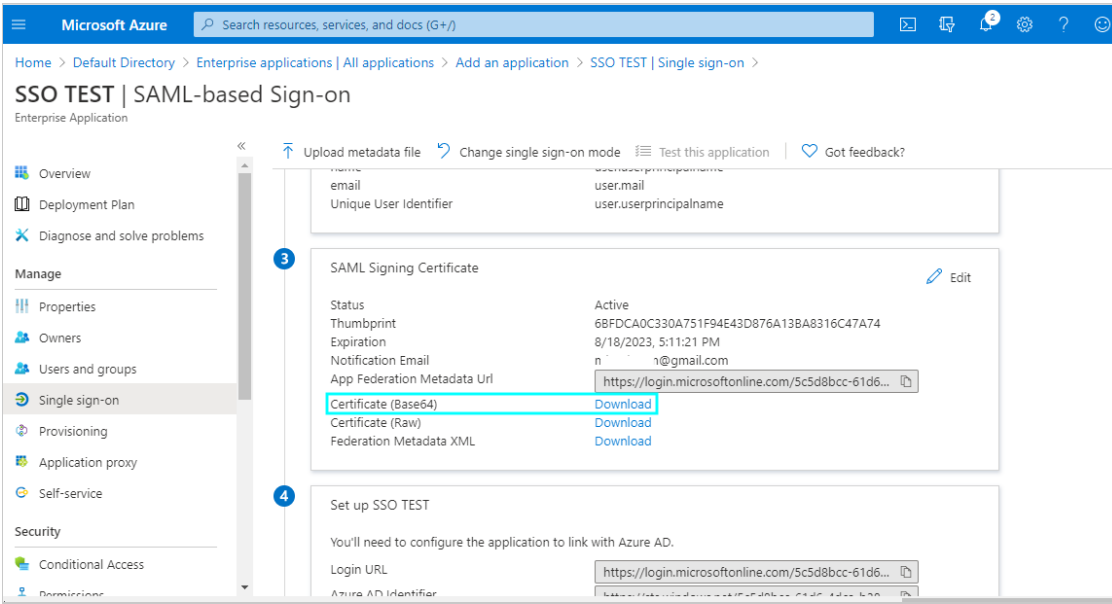 Microsoft Azure
Search resources, services, and docs (G+/)
2
Home > Default Directory > Enterprise applications | All applications > Add an application > SSO TEST | Single sign-on >
SSO TEST | SAML-based Sign-on
Enterprise Application
Upload metadata file Change single sign-on mode Test this application Got feedback?
Overview
Deployment Plan
Diagnose and solve problems
Manage
Properties
Owners
Users and groups
Single sign-on
Provisioning
Application proxy
Self-service
Security
Conditional Access
Permissions
name user.userprincipalname
email user.mail
Unique User Identifier user.userprincipalname
3
SAML Signing Certificate
Edit
Status Active
Thumbprint 6BFDCA0C330A751F94E43D876A13BA8316C47A74
Expiration 8/18/2023, 5:11:21 PM
Notification Email n n@gmail.com
App Federation Metadata Url https://login.microsoftonline.com/5c5d8bcc-61d6...
Certificate (Base64) Download
Certificate (Raw) Download
Federation Metadata XML Download
4
Set up SSO TEST
You'll need to configure the application to link with Azure AD.
Login URL https://login.microsoftonline.com/5c5d8bcc-61d6...
Azure AD Identifier